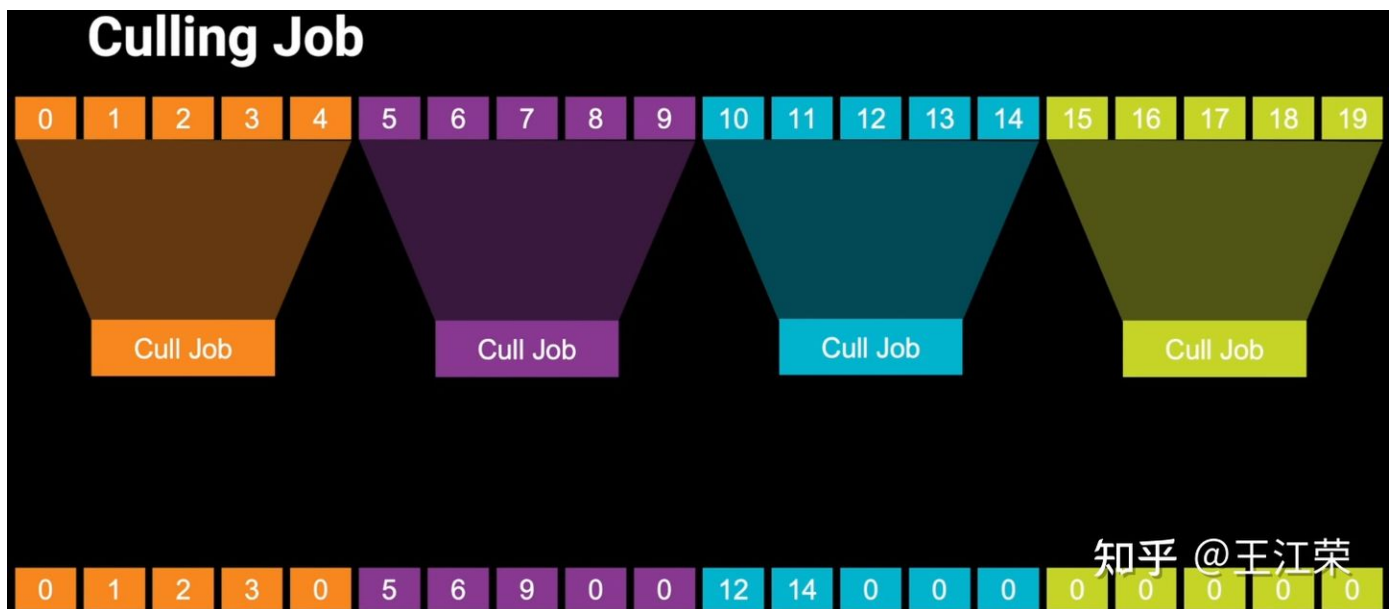 Culling Job
0 1 2 3 4 5 6 7 8 9 10 11 12 13 14 15 16 17 18 19
Cull Job Cull Job Cull Job Cull Job
知乎 @王江荣
0 1 2 3 0 5 6 9 0 0 12 14 0 0 0 0 0 0 0 0